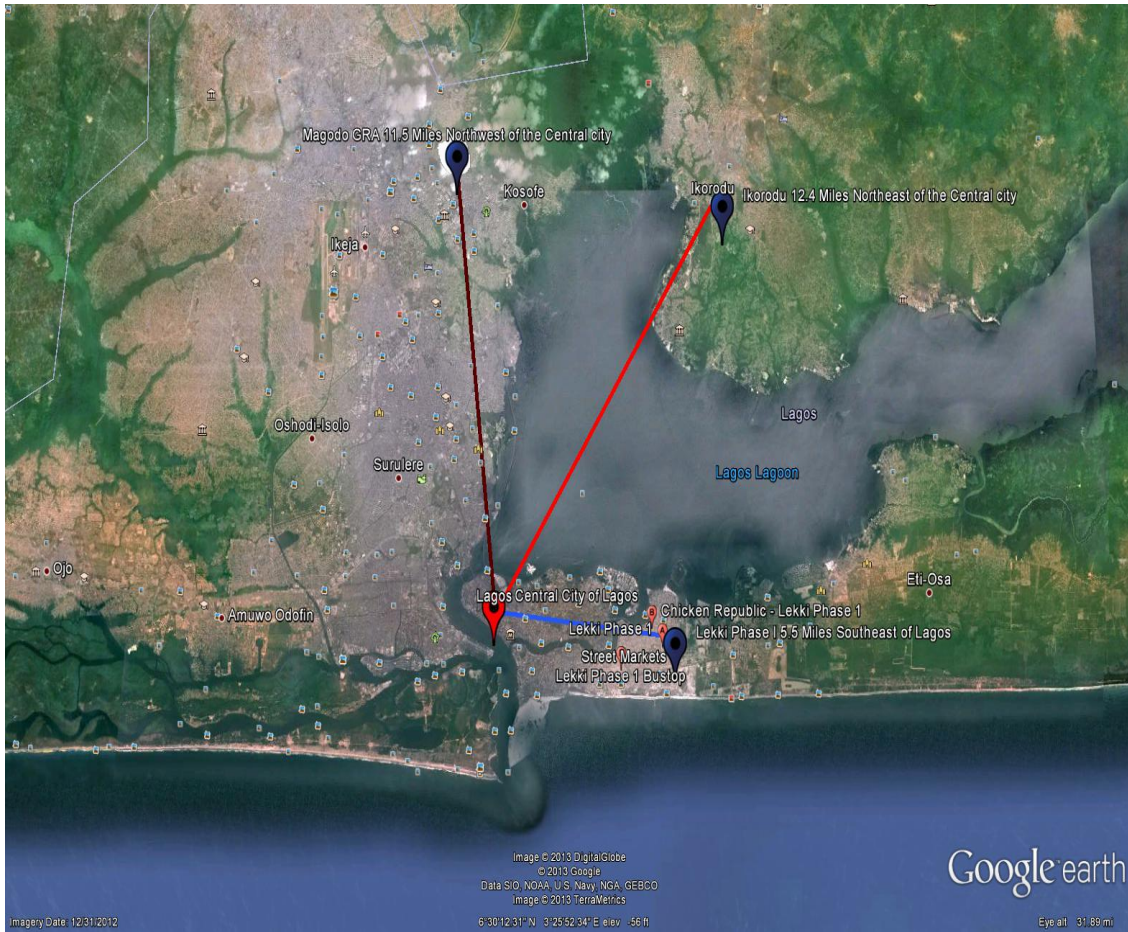 Magodo GRA 11.5 Miles Northwest of the Central city
Kosofe
Ikorodu
Ikorodu 12.4 Miles Northeast of the Central city
Ikeja
Lagos
Oshodi-Isolo
Surulere
Lagos Lagoon
Ojo
Eti-Osa
Lagos Central City of Lagos
Amuwo Odofin
Chicken Republic - Lekki Phase 1
B
Lekki Phase 1
A
Lekki Phase I 5.5 Miles Southeast of Lagos
Street Markets
Lekki Phase 1 Bustop
Image © 2013 DigitalGlobe
© 2013 Google
Data SIO, NOAA, U.S. Navy, NGA, GEBCO
Image © 2013 TerraMetrics
Google earth
Imagery Date: 12/31/2012
6°30'12.31" N 3°25'52.34" E elev -56 ft
Eye alt 31.89 mi